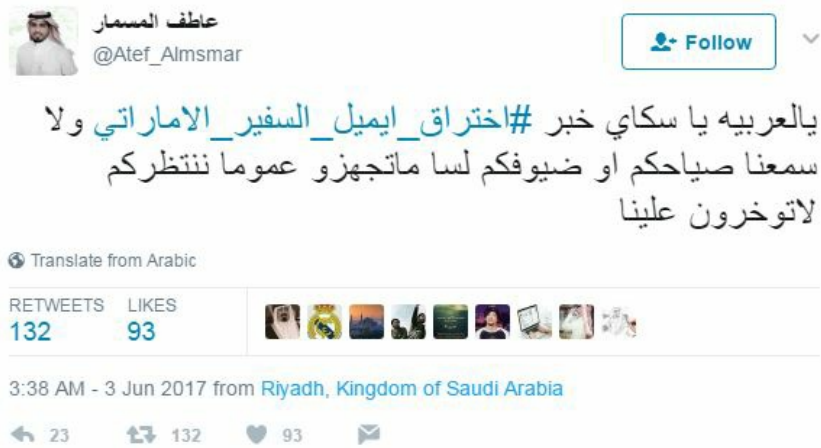 عاطف المسمار
@Atef_Almsmar
Follow
يالعربيه يا سكاي خبر #اختراق_ايميل_السفير_الاماراتي ولا
سمعنا صياحكم او ضيوفكم لسا ماتجهزو عموما ننتظركم
لاتوخرون علينا
Translate from Arabic
RETWEETS LIKES
132 93
3:38 AM - 3 Jun 2017 from Riyadh, Kingdom of Saudi Arabia
23 132 93